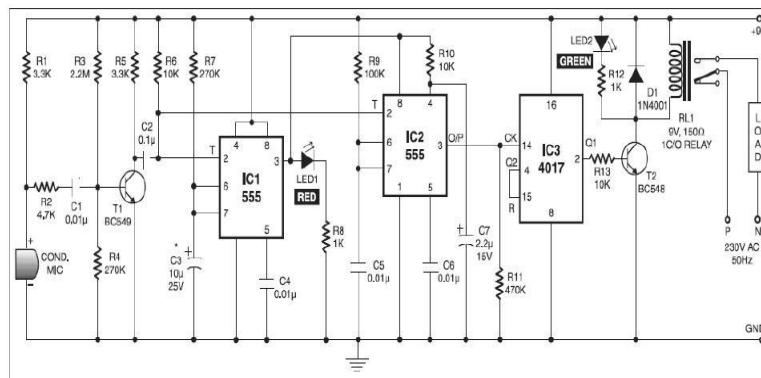 R1
3.3K
R3
2.2M
R5
3.3K
R6
10K
R7
270K
R9
100K
R10
10K
LED2
GREEN
R12
1K
D1
1N4001
RL1
9V, 150Ω
1C/O RELAY
+9
C2
0.1µ
T
2
4
8
6
7
3
5
IC1
555
LED1
RED
R8
1K
T
2
8
4
6
7
3
1
5
IC2
555
O/P
CK
14
16
Q2
4
15
R
8
2
IC3
4017
Q1
R13
10K
T2
BC548
LOAD
P
N
230V AC
50Hz
R2
4.7K
C1
0.01µ
T1
BC549
COND.
MIC
+
-
R4
270K
*
+
C3
10µ
25V
C4
0.01µ
C5
0.01µ
C6
0.01µ
+
C7
2.2µ
16V
R11
470K
GND